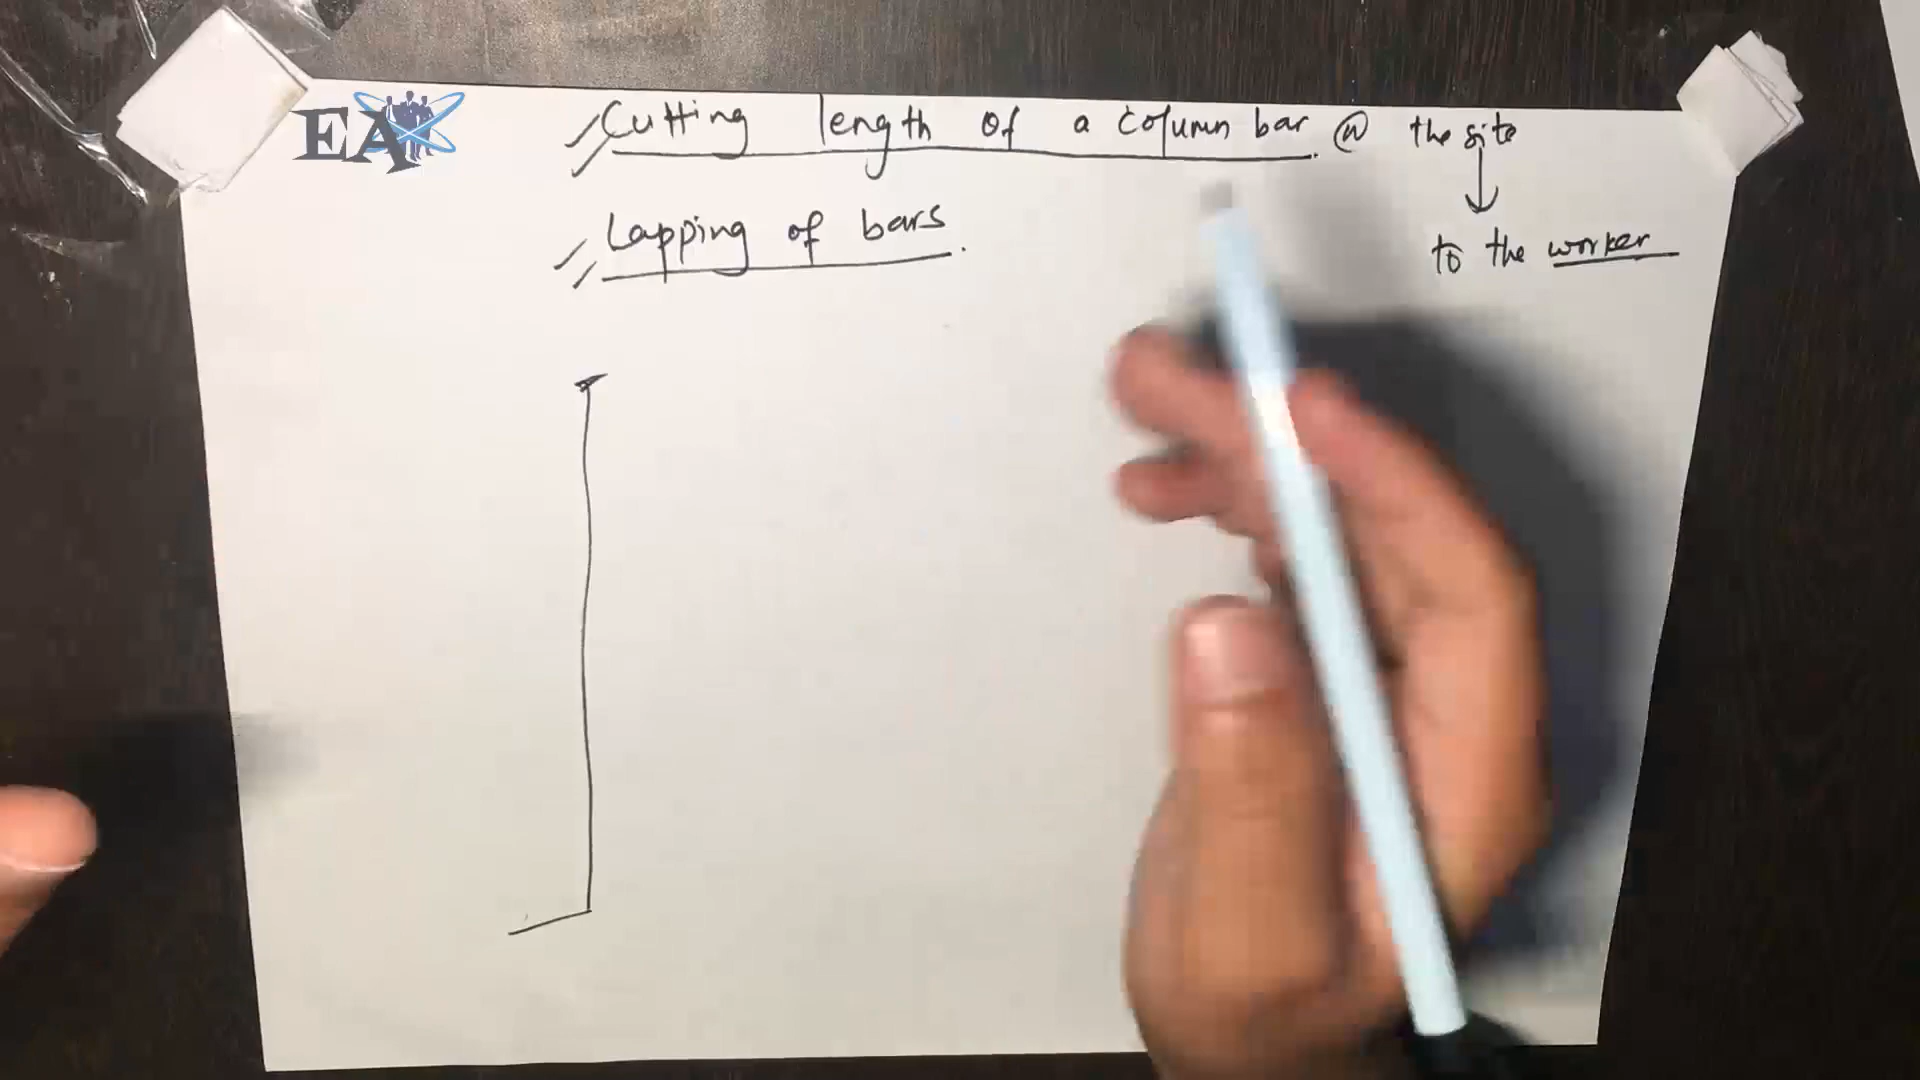 EA
Cutting length of a column bar. @ the site
Lapping of bars.
to the worker